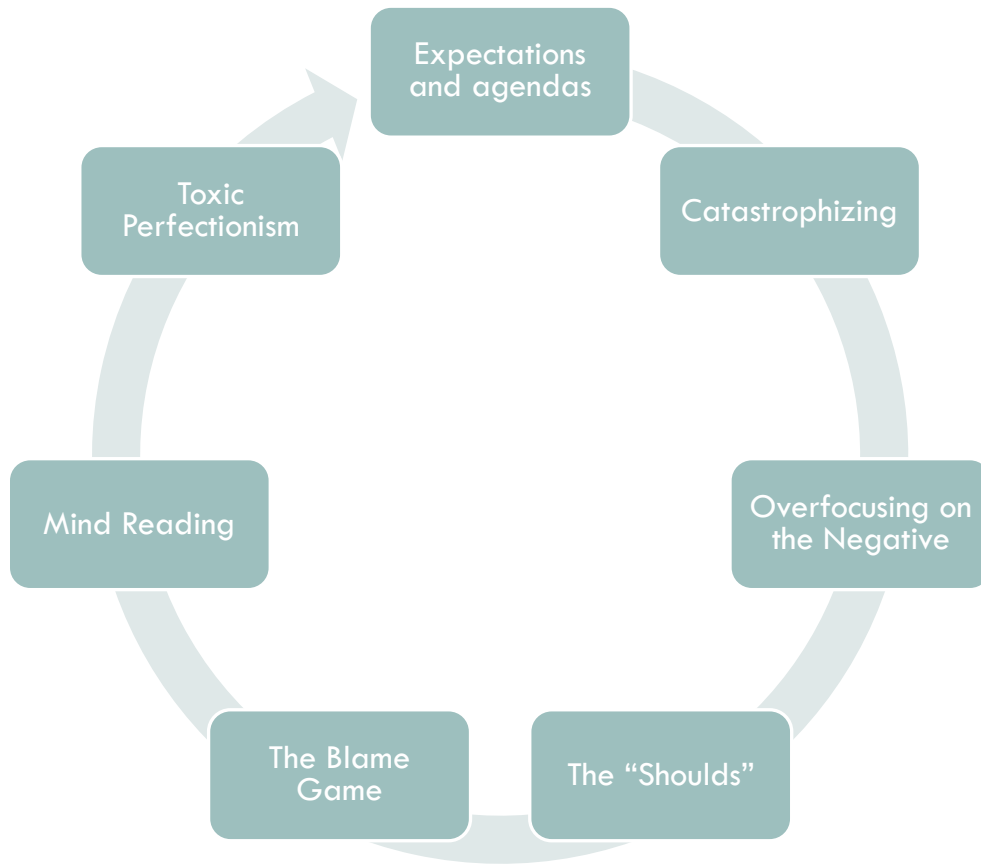 Expectations
and agendas
Catastrophizing
Overfocusing on
the Negative
The “Shoulds”
The Blame
Game
Mind Reading
Toxic
Perfectionism